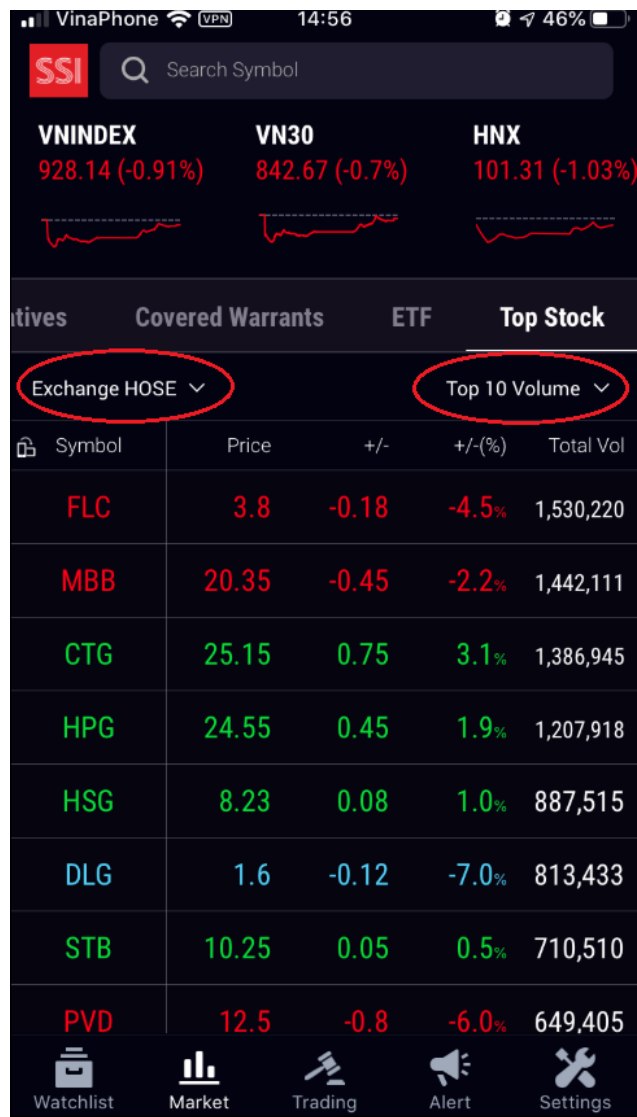 VinaPhone VPN 14:56 46%
SSI Search Symbol
VNINDEX VN30 HNX
928.14 (-0.91%) 842.67 (-0.7%) 101.31 (-1.03%)
atives Covered Warrants ETF Top Stock
Exchange HOSE Top 10 Volume
Symbol Price +/- +/-(%) Total Vol
FLC 3.8 -0.18 -4.5% 1,530,220
MBB 20.35 -0.45 -2.2% 1,442,111
CTG 25.15 0.75 3.1% 1,386,945
HPG 24.55 0.45 1.9% 1,207,918
HSG 8.23 0.08 1.0% 887,515
DLG 1.6 -0.12 -7.0% 813,433
STB 10.25 0.05 0.5% 710,510
PVD 12.5 -0.8 -6.0% 649,405
Watchlist Market Trading Alert Settings